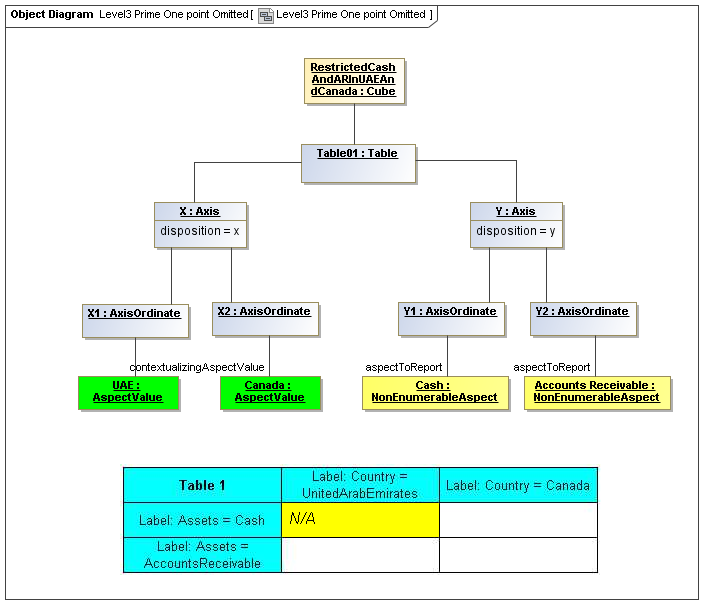 Object Diagram Level3 Prime One point Omitted [ Level3 Prime One point Omitted ]
RestrictedCash
AndARInUAEAn
dCanada : Cube
Table01 : Table
X : Axis
disposition = x
Y : Axis
disposition = y
X1 : AxisOrdinate
X2 : AxisOrdinate
Y1 : AxisOrdinate
Y2 : AxisOrdinate
contextualizingAspectValue
aspectToReport
aspectToReport
UAE :
AspectValue
Canada :
AspectValue
Cash :
NonEnumerableAspect
Accounts Receivable :
NonEnumerableAspect
Table 1
Label: Country =
UnitedArabEmirates
Label: Country = Canada
Label: Assets = Cash
N/A
Label: Assets =
AccountsReceivable